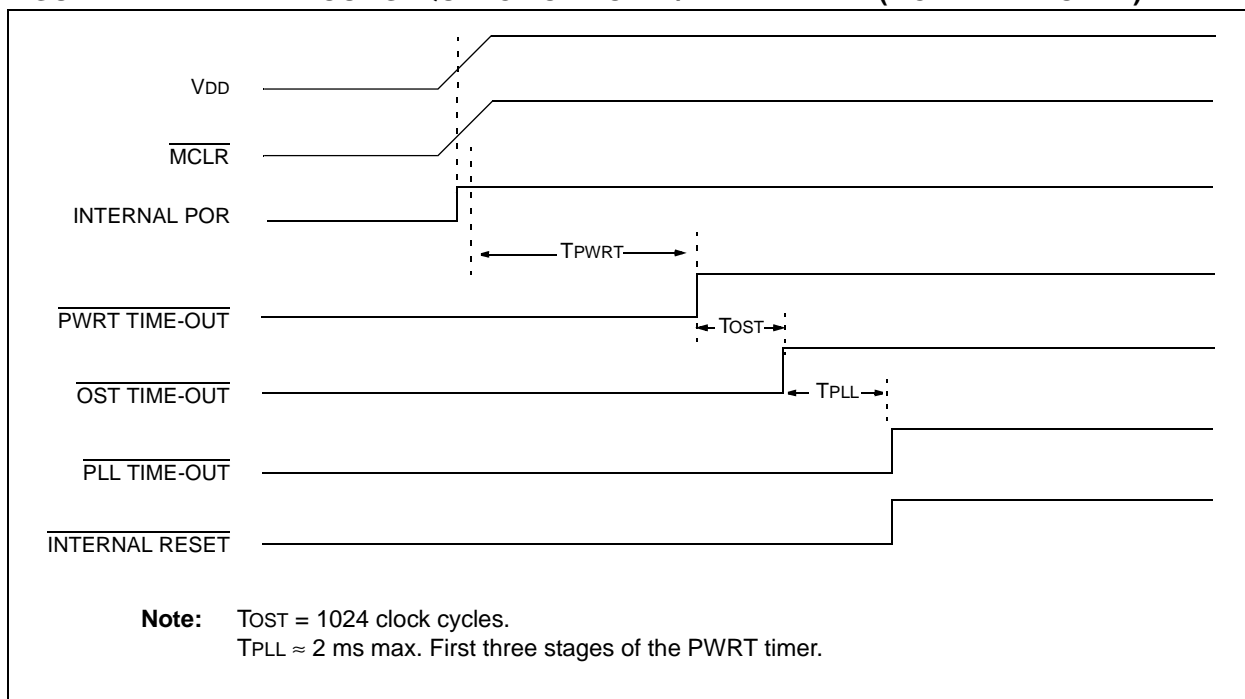 VDD
MCLR
INTERNAL POR
TPWRT
PWRT TIME-OUT
TOST
OST TIME-OUT
TPLL
PLL TIME-OUT
INTERNAL RESET
Note: TOST = 1024 clock cycles.
TPLL ≈ 2 ms max. First three stages of the PWRT timer.